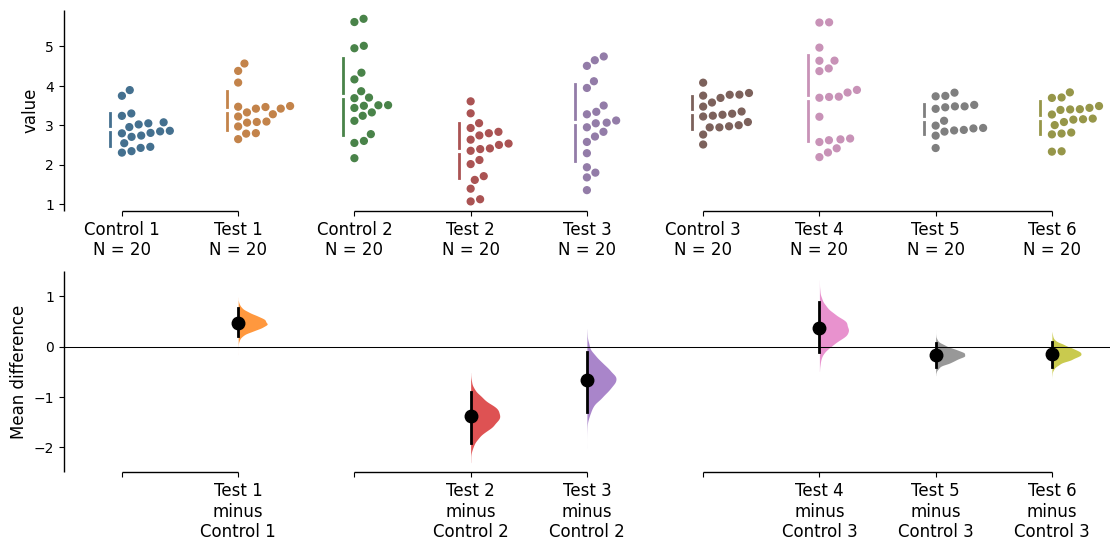 value
5
4
3
2
1
Control 1
N = 20
Test 1
N = 20
Control 2
N = 20
Test 2
N = 20
Test 3
N = 20
Control 3
N = 20
Test 4
N = 20
Test 5
N = 20
Test 6
N = 20
Mean difference
1
0
−1
−2
Test 1
minus
Control 1
Test 2
minus
Control 2
Test 3
minus
Control 2
Test 4
minus
Control 3
Test 5
minus
Control 3
Test 6
minus
Control 3